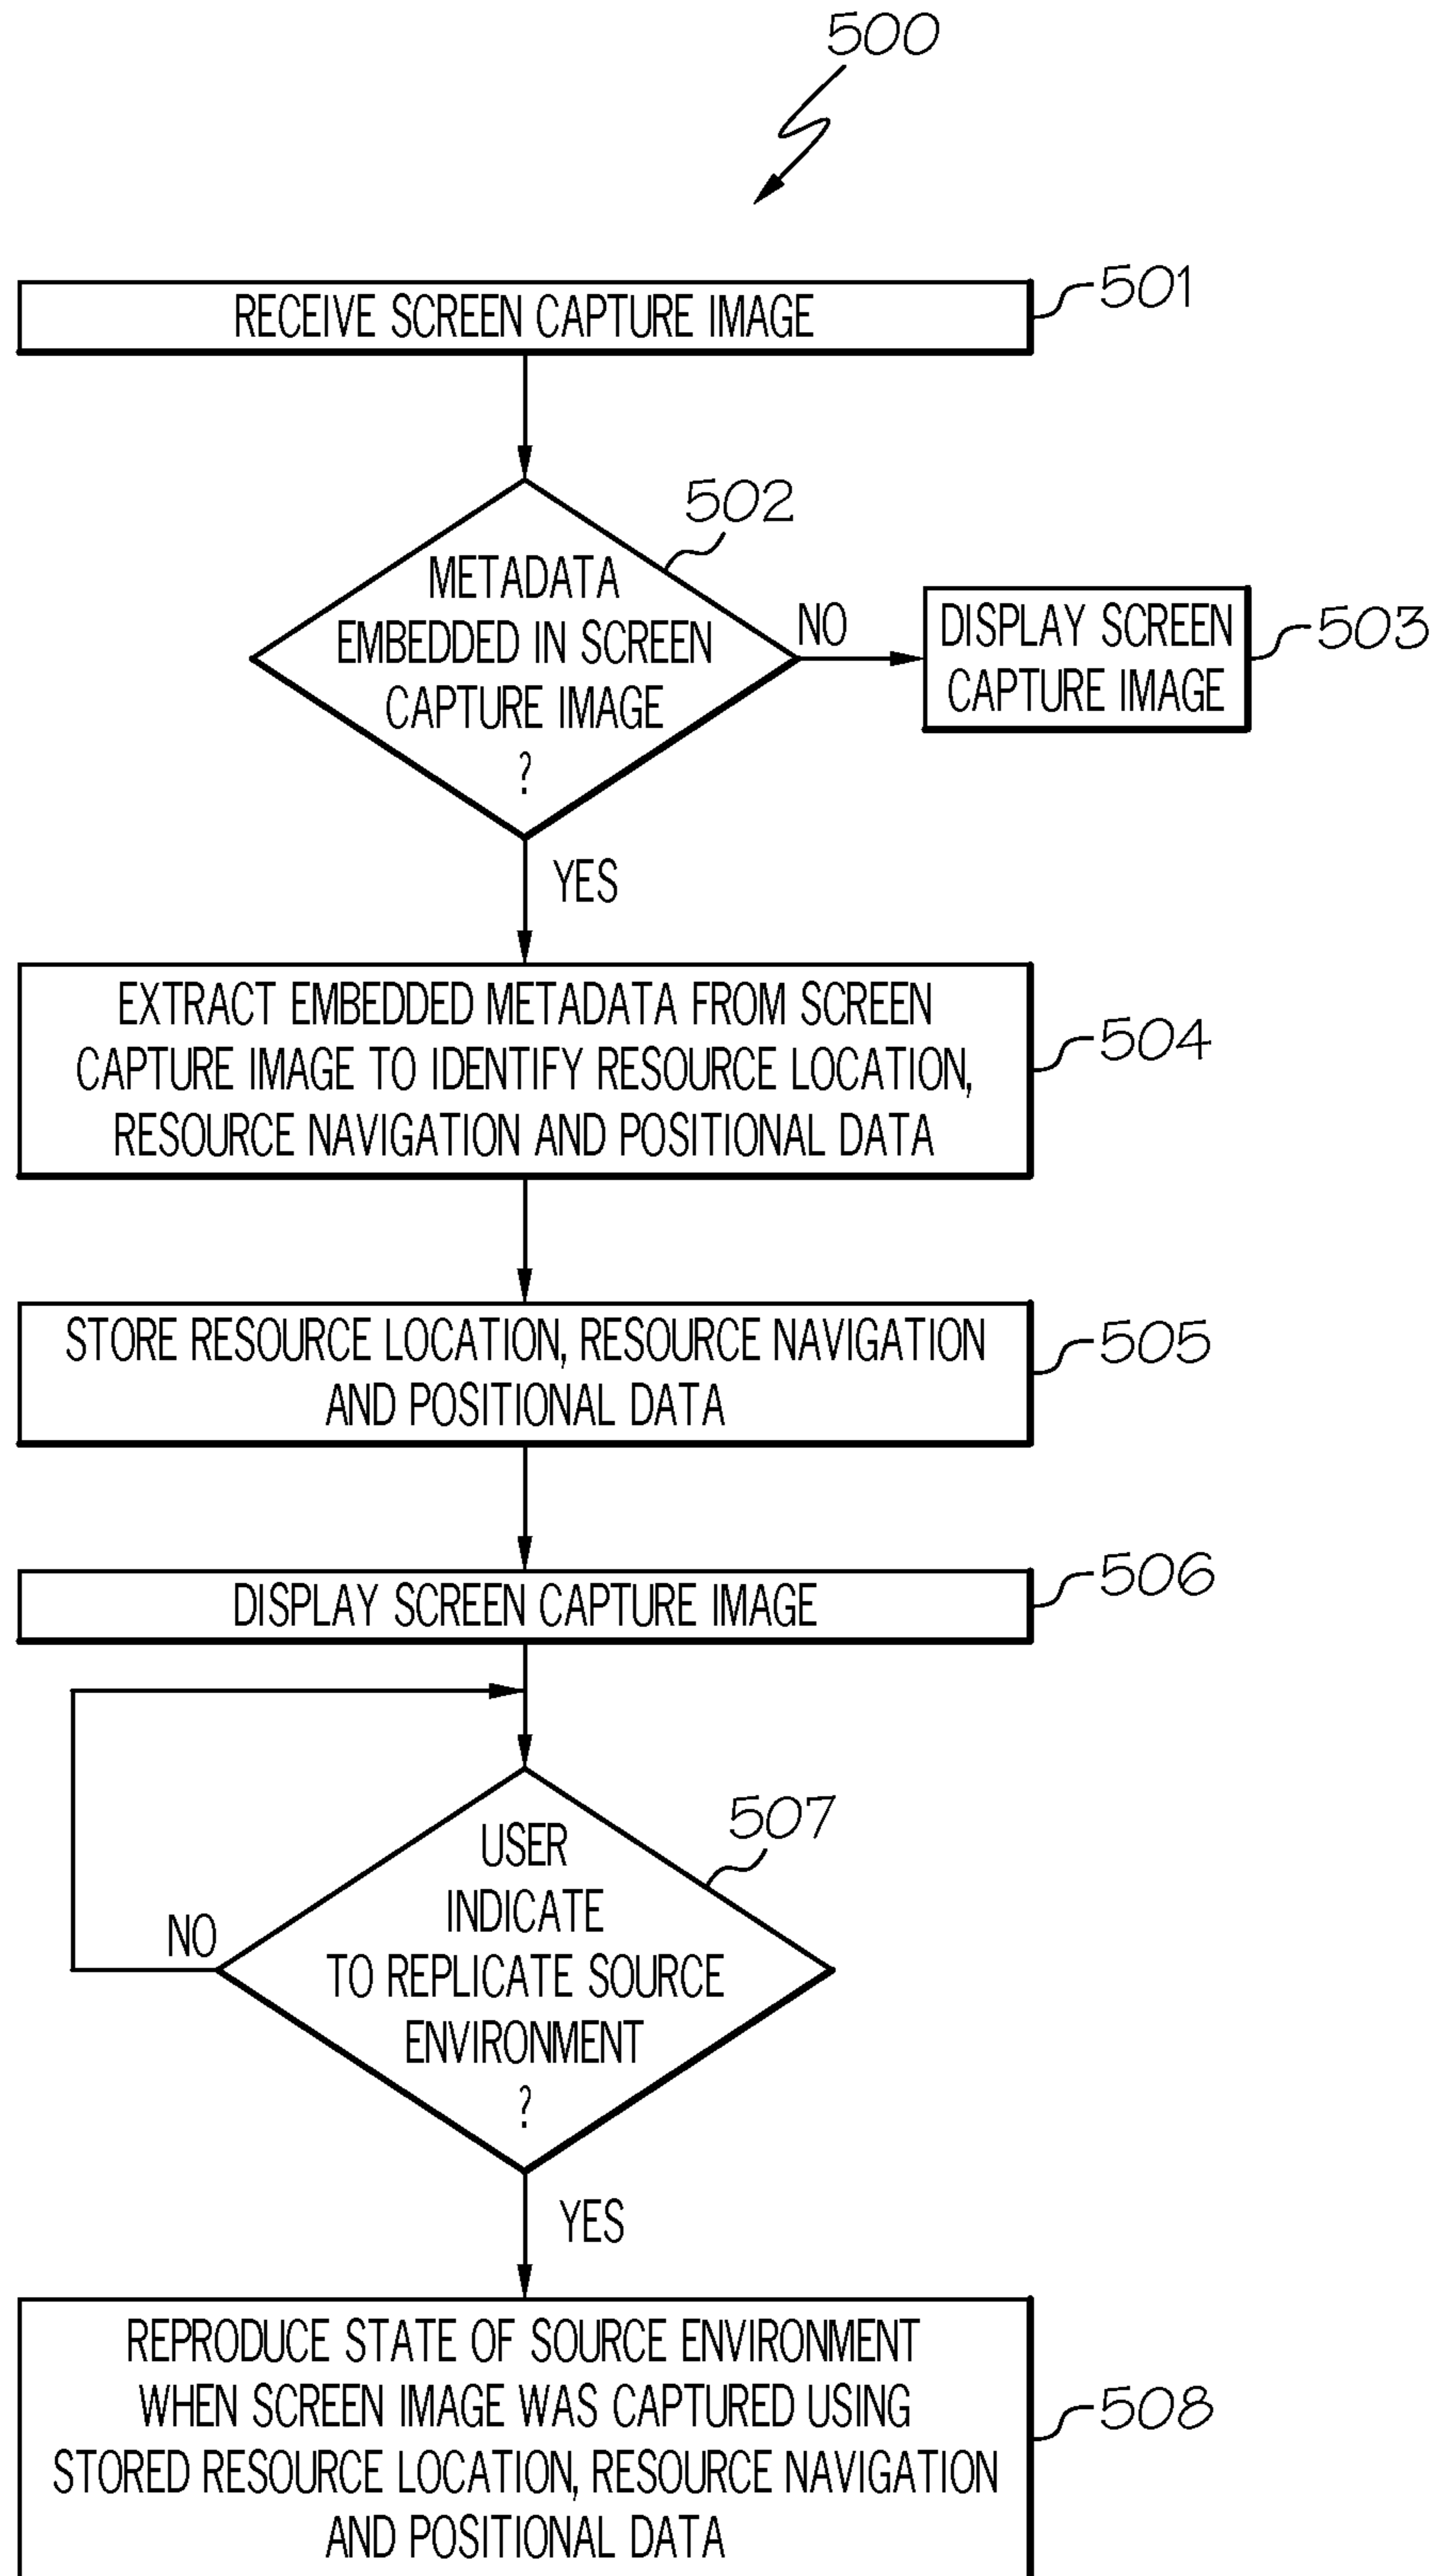 500
RECEIVE SCREEN CAPTURE IMAGE
501
502
METADATA
EMBEDDED IN SCREEN
CAPTURE IMAGE
?
NO
DISPLAY SCREEN
CAPTURE IMAGE
503
YES
EXTRACT EMBEDDED METADATA FROM SCREEN
CAPTURE IMAGE TO IDENTIFY RESOURCE LOCATION,
RESOURCE NAVIGATION AND POSITIONAL DATA
504
STORE RESOURCE LOCATION, RESOURCE NAVIGATION
AND POSITIONAL DATA
505
DISPLAY SCREEN CAPTURE IMAGE
506
507
USER
INDICATE
TO REPLICATE SOURCE
ENVIRONMENT
?
NO
YES
REPRODUCE STATE OF SOURCE ENVIRONMENT
WHEN SCREEN IMAGE WAS CAPTURED USING
STORED RESOURCE LOCATION, RESOURCE NAVIGATION
AND POSITIONAL DATA
508